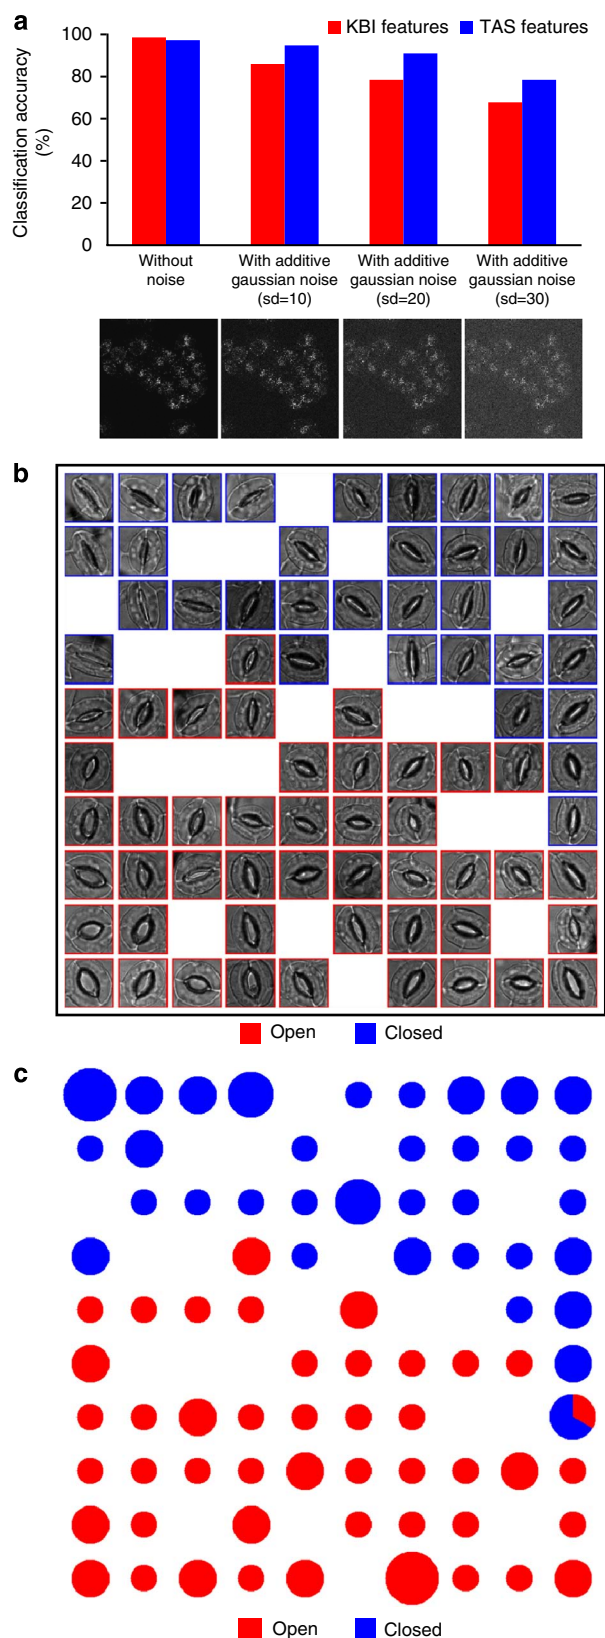 a
KBI features TAS features
Classification accuracy
(%)
100
80
60
40
20
0
Without
noise
With additive
gaussian noise
(sd=10)
With additive
gaussian noise
(sd=20)
With additive
gaussian noise
(sd=30)
b
Open Closed
c
Open Closed